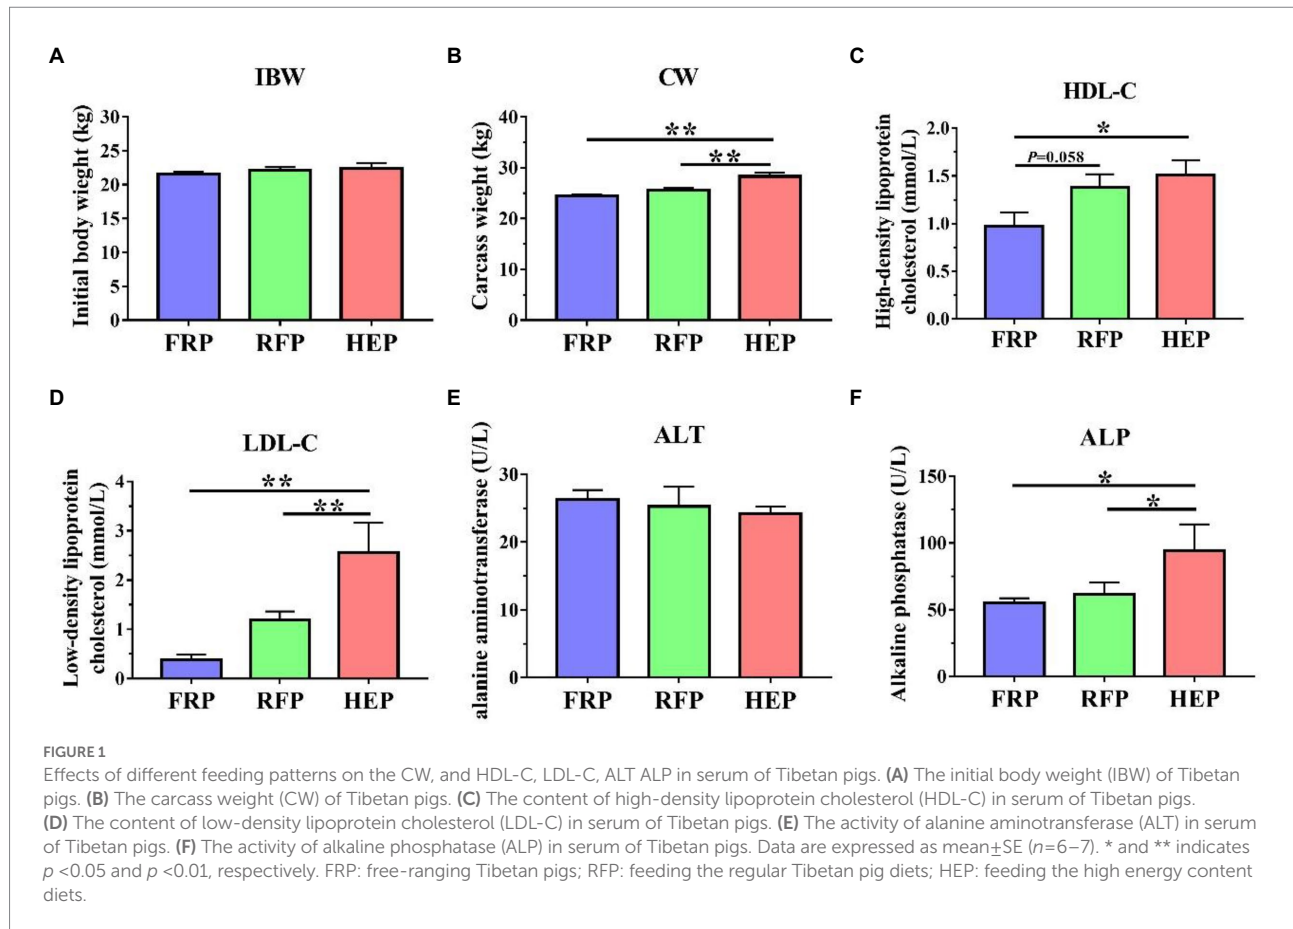 A
IBW
Initial body wieght (kg)
30
25
20
15
10
5
0
FRP RFP HEP
B
CW
Carcass wieght (kg)
40
30
20
10
0
**
**
FRP RFP HEP
C
HDL-C
High-density lipoprotein
cholesterol (mmol/L)
2.0
1.5
1.0
0.5
0.0
*
P=0.058
FRP RFP HEP
D
LDL-C
Low-density lipoprotein
cholesterol (mmol/L)
4
3
2
1
0
**
**
FRP RFP HEP
E
ALT
alanine aminotransferase (U/L)
30
20
10
0
FRP RFP HEP
F
ALP
Alkaline phosphatase (U/L)
150
100
50
0
*
*
FRP RFP HEP
FIGURE 1
Effects of different feeding patterns on the CW, and HDL-C, LDL-C, ALT ALP in serum of Tibetan pigs. (A) The initial body weight (IBW) of Tibetan
pigs. (B) The carcass weight (CW) of Tibetan pigs. (C) The content of high-density lipoprotein cholesterol (HDL-C) in serum of Tibetan pigs.
(D) The content of low-density lipoprotein cholesterol (LDL-C) in serum of Tibetan pigs. (E) The activity of alanine aminotransferase (ALT) in serum
of Tibetan pigs. (F) The activity of alkaline phosphatase (ALP) in serum of Tibetan pigs. Data are expressed as mean±SE (n=6–7). * and ** indicates
p <0.05 and p <0.01, respectively. FRP: free-ranging Tibetan pigs; RFP: feeding the regular Tibetan pig diets; HEP: feeding the high energy content
diets.